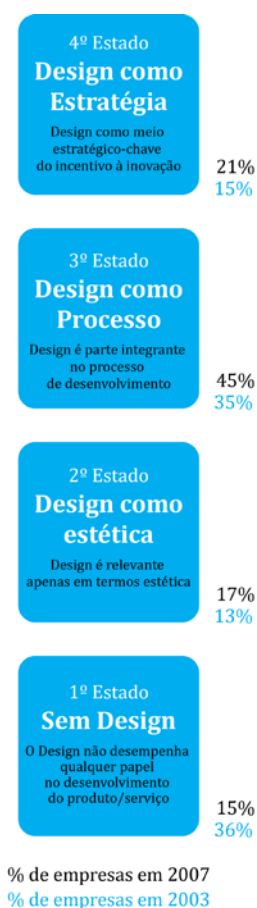 4º Estado
Design como
Estratégia
Design como meio
estratégico-chave
do incentivo à inovação
21%
15%
3º Estado
Design como
Processo
Design é parte integrante
no processo
de desenvolvimento
45%
35%
2º Estado
Design como
estética
Design é relevante
apenas em termos estética
17%
13%
1º Estado
Sem Design
O Design não desempenha
qualquer papel
no desenvolvimento
do produto/serviço
15%
36%
% de empresas em 2007
% de empresas em 2003